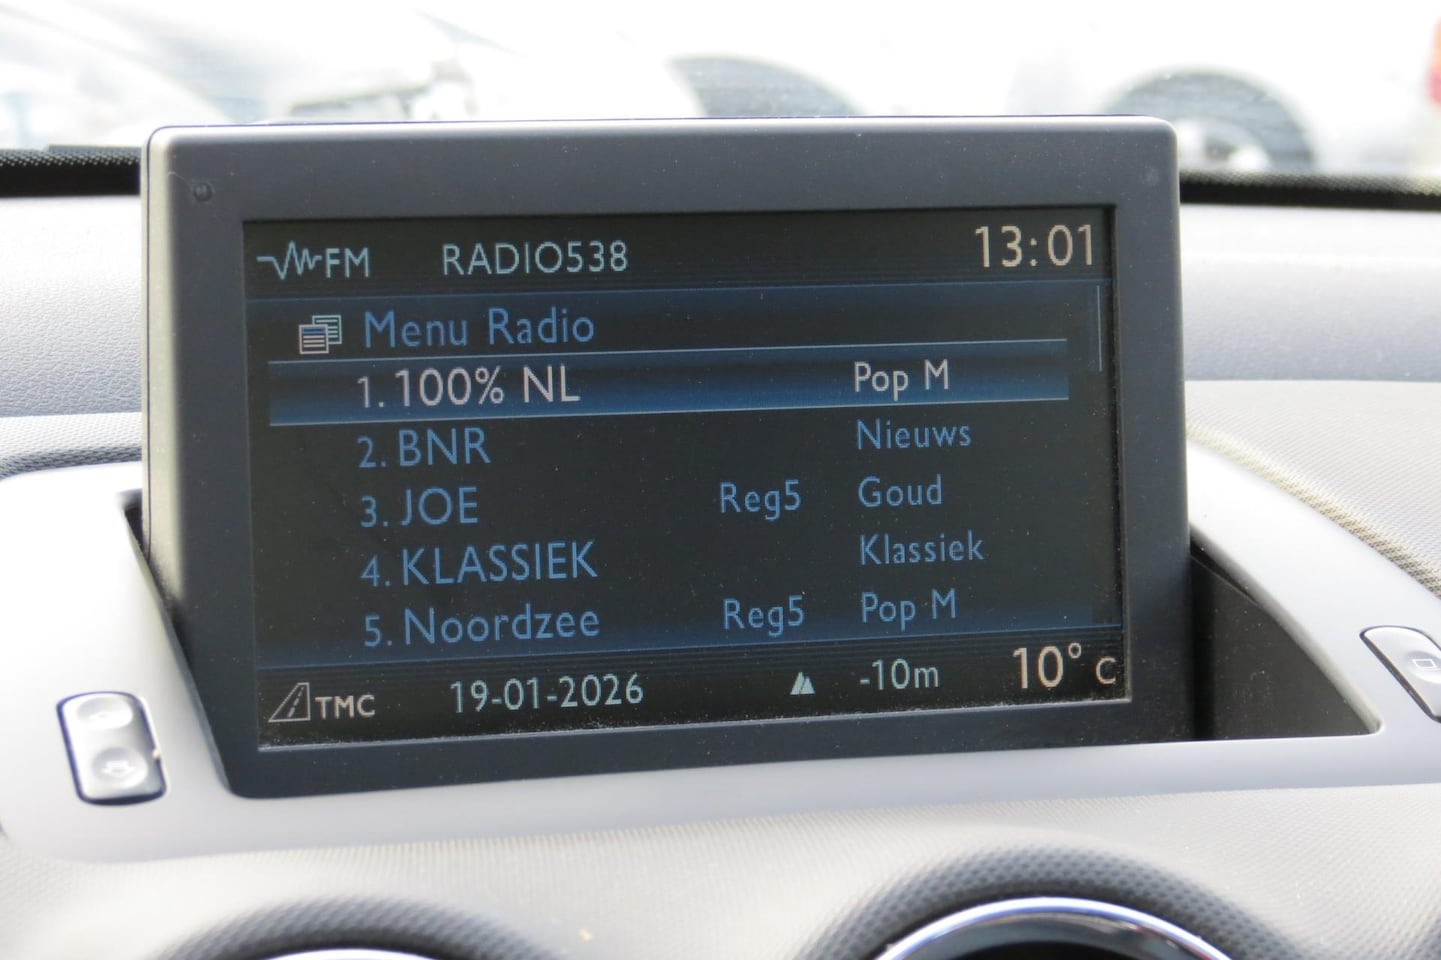 FM RADIO538 13:01
Menu Radio
1. 100% NL Pop M
2. BNR Nieuws
3. JOE Reg5 Goud
4. KLASSIEK Klassiek
5. Noordzee Reg5 Pop M
TMC 19-01-2026 -10m 10° C